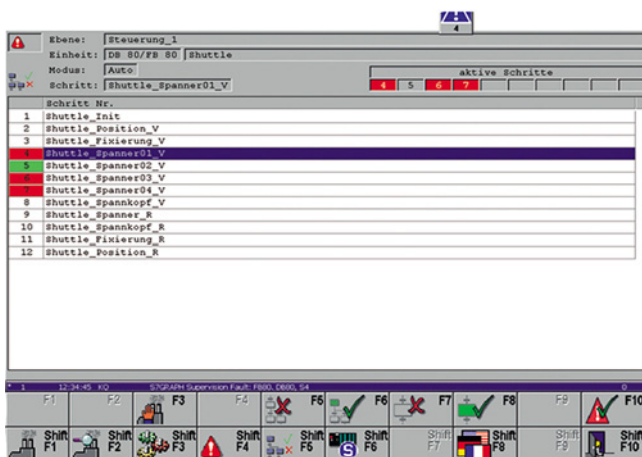 4
Ebene: Steuerung_1
Einheit: DB 80/FB 80 Shuttle
Modus: Auto
aktive Schritte
Schritt: Shuttle_Spanner01_V 4 5 6 7
Schritt Nr.
1 Shuttle_Init
2 Shuttle_Position_V
3 Shuttle_Fixierung_V
4 Shuttle_Spanner01_V
5 Shuttle_Spanner02_V
6 Shuttle_Spanner03_V
7 Shuttle_Spanner04_V
8 Shuttle_Spannkopf_V
9 Shuttle_Spanner_R
10 Shuttle_Spannkopf_R
11 Shuttle_Fixierung_R
12 Shuttle_Position_R
* 1 12:34:45 KQ S7GRAPH Supervision Fault: FB80, DB80, S4 0
F1 F2 F3 F4 F5 F6 F7 F8 F9 F10
Shift F1 Shift F2 Shift F3 Shift F4 Shift F5 S Shift F6 Shift F7 Shift F8 Shift F9 Shift F10